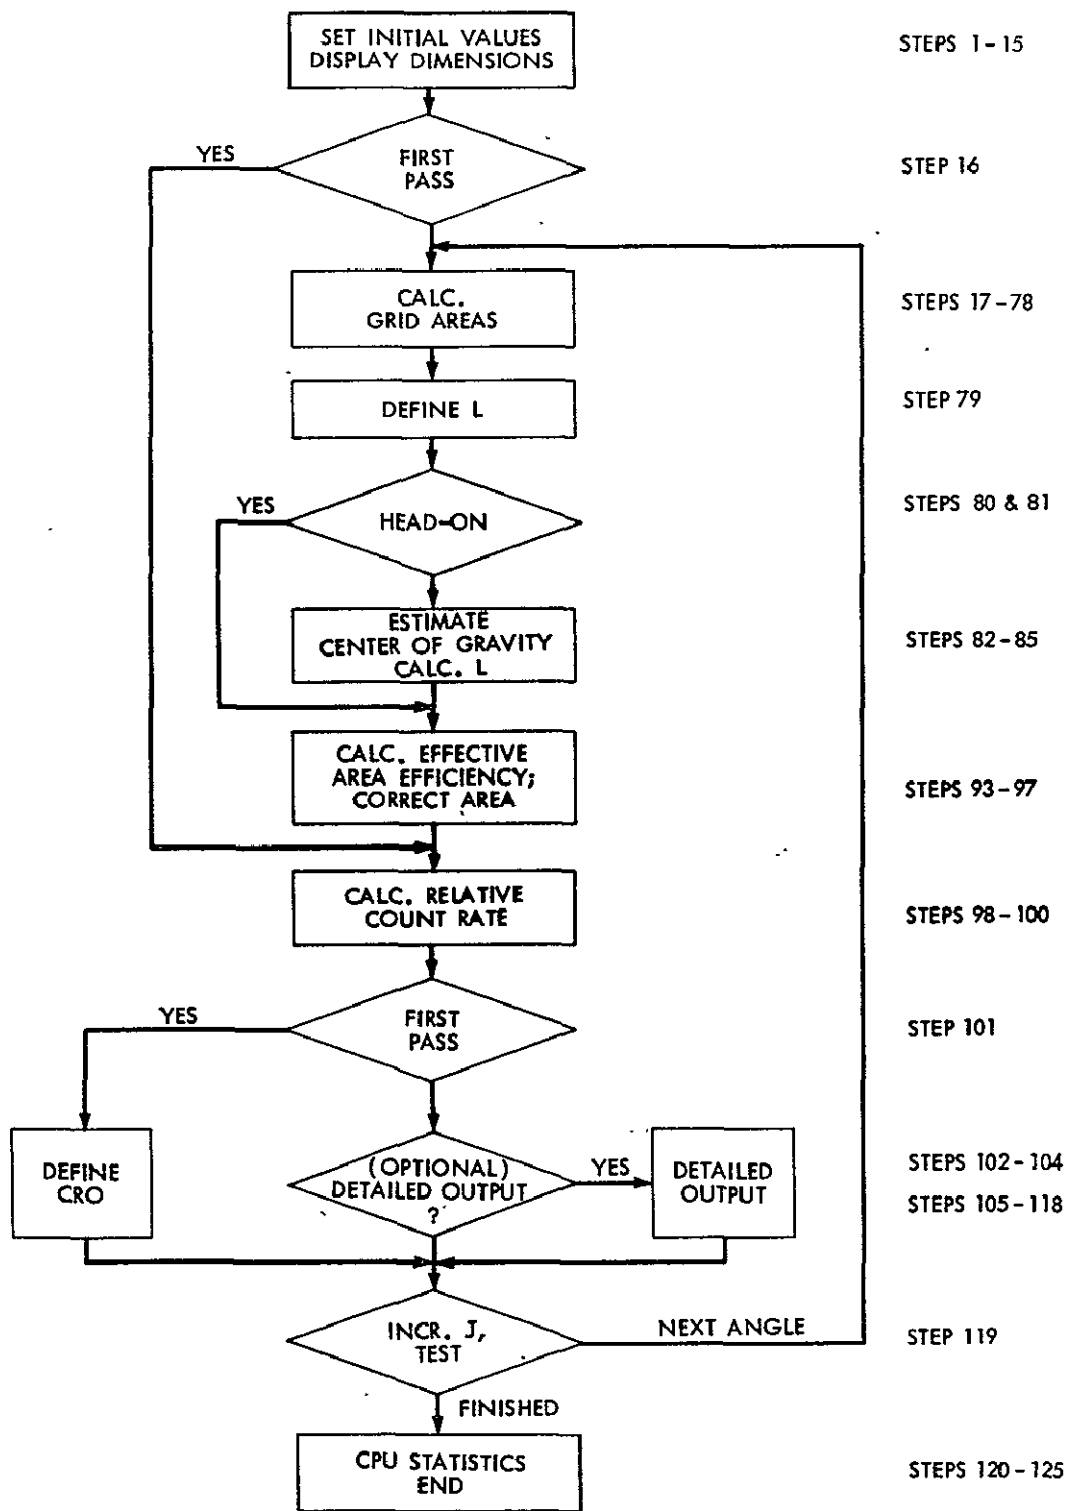 SET INITIAL VALUES
DISPLAY DIMENSIONS
STEPS 1-15
YES
FIRST
PASS
STEP 16
CALC.
GRID AREAS
STEPS 17-78
DEFINE L
STEP 79
YES
HEAD-ON
STEPS 80 & 81
ESTIMATE
CENTER OF GRAVITY
CALC. L
STEPS 82-85
CALC. EFFECTIVE
AREA EFFICIENCY;
CORRECT AREA
STEPS 93-97
CALC. RELATIVE
COUNT RATE
STEPS 98-100
YES
FIRST
PASS
STEP 101
DEFINE
CRO
(OPTIONAL)
DETAILED OUTPUT
?
YES
DETAILED
OUTPUT
STEPS 102-104
STEPS 105-118
INCR. J,
TEST
NEXT ANGLE
STEP 119
FINISHED
CPU STATISTICS
END
STEPS 120-125